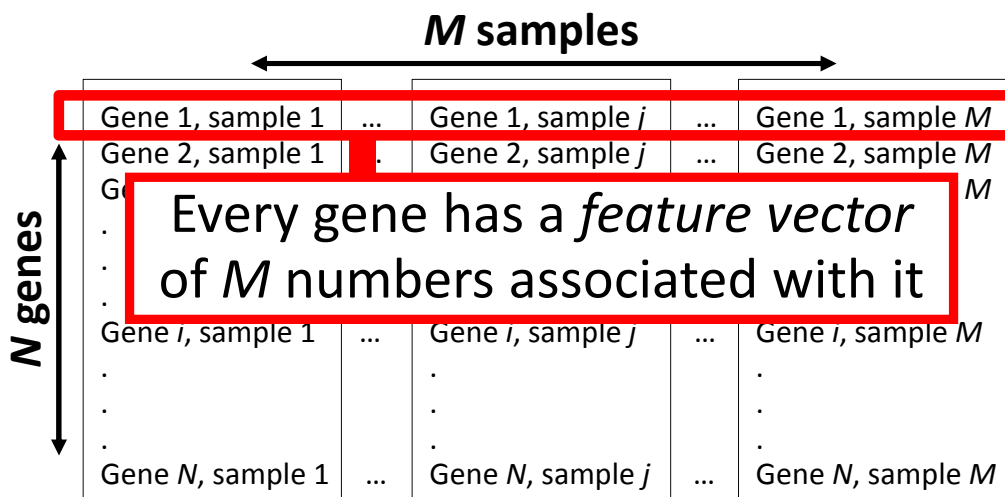 M samples
Gene 1, sample 1 … Gene 1, sample j … Gene 1, sample M
Gene 2, sample 1 . Gene 2, sample j … Gene 2, sample M
M
Every gene has a feature vector
of M numbers associated with it
N genes
.
.
.
Gene i, sample 1 … Gene i, sample j … Gene i, sample M
. . .
. . .
. . .
Gene N, sample 1 … Gene N, sample j … Gene N, sample M